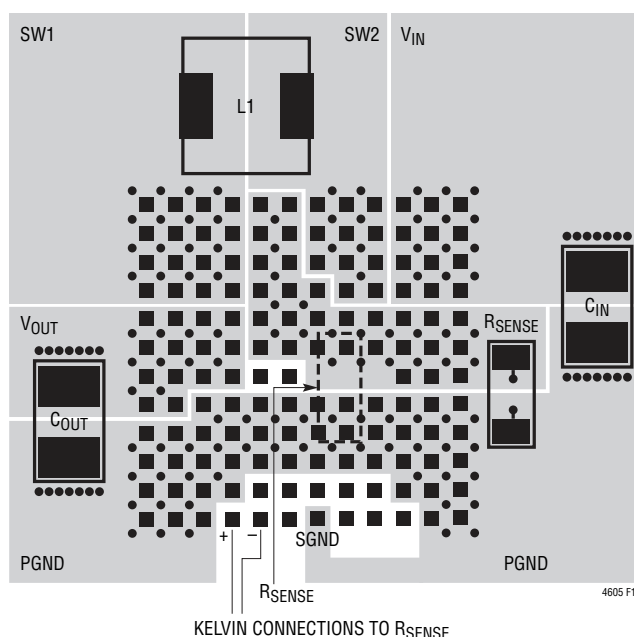 SW1
SW2
VIN
L1
VOUT
RSENSE
CIN
COUT
+
–
SGND
PGND
PGND
RSENSE
4605 F1
KELVIN CONNECTIONS TO RSENSE